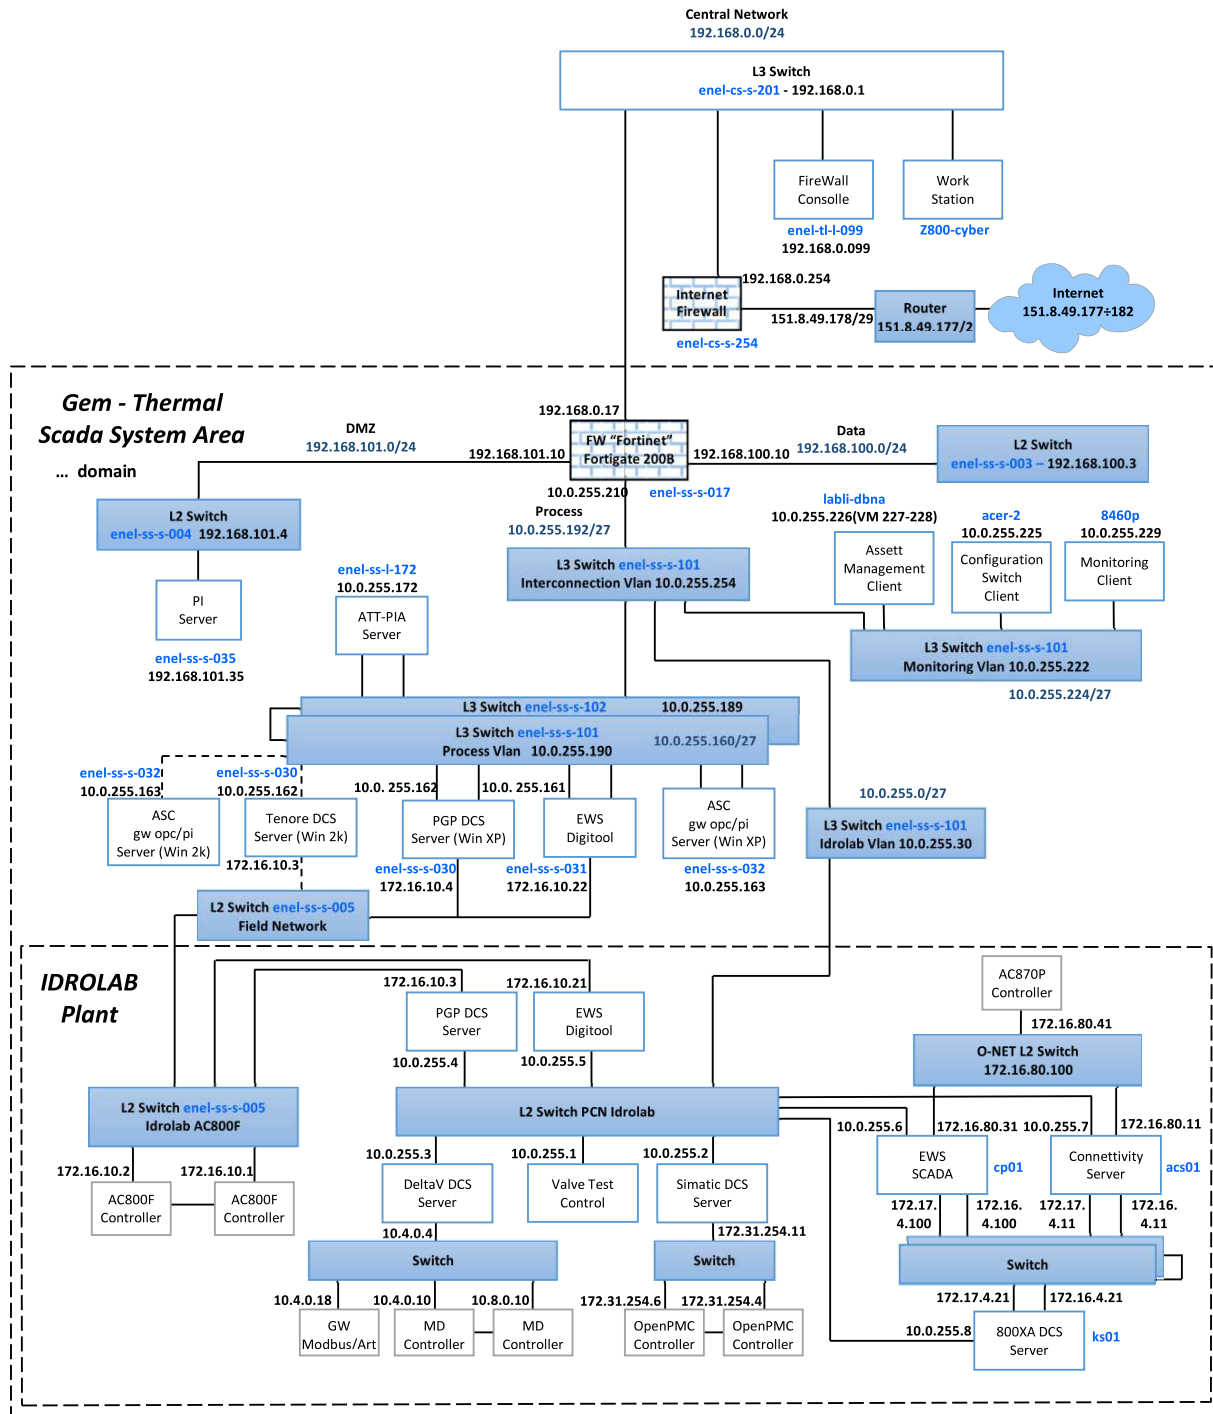 Central Network
192.168.0.0/24
L3 Switch
enel-cs-s-201 - 192.168.0.1
FireWall
Consolle
Work
Station
enel-tl-l-099
192.168.0.099
Z800-cyber
192.168.0.254
Internet
Firewall
151.8.49.178/29
Router
151.8.49.177/2
Internet
151.8.49.177÷182
enel-cs-s-254
Gem - Thermal
Scada System Area
... domain
DMZ
192.168.101.0/24
192.168.0.17
192.168.101.10
FW “Fortinet”
Fortigate 200B
192.168.100.10
Data
192.168.100.0/24
L2 Switch
enel-ss-s-003 – 192.168.100.3
10.0.255.210
enel-ss-s-017
Process
10.0.255.192/27
L2 Switch
enel-ss-s-004 192.168.101.4
PI
Server
enel-ss-s-035
192.168.101.35
L3 Switch enel-ss-s-101
Interconnection Vlan 10.0.255.254
labli-dbna
10.0.255.226(VM 227-228)
acer-2
10.0.255.225
8460p
10.0.255.229
Assett
Management
Client
Configuration
Switch
Client
Monitoring
Client
L3 Switch enel-ss-s-101
Monitoring Vlan 10.0.255.222
10.0.255.224/27
enel-ss-l-172
10.0.255.172
ATT-PIA
Server
L3 Switch enel-ss-s-102 10.0.255.189
L3 Switch enel-ss-s-101
Process Vlan 10.0.255.190
10.0.255.160/27
enel-ss-s-032
10.0.255.163
enel-ss-s-030
10.0.255.162
10.0. 255.162
10.0. 255.161
ASC
gw opc/pi
Server (Win 2k)
Tenore DCS
Server (Win 2k)
PGP DCS
Server (Win XP)
EWS
Digitool
ASC
gw opc/pi
Server (Win XP)
172.16.10.3
enel-ss-s-030
172.16.10.4
enel-ss-s-031
172.16.10.22
enel-ss-s-032
10.0.255.163
10.0.255.0/27
L3 Switch enel-ss-s-101
Idrolab Vlan 10.0.255.30
L2 Switch enel-ss-s-005
Field Network
IDROLAB
Plant
172.16.10.3
PGP DCS
Server
10.0.255.4
172.16.10.21
EWS
Digitool
10.0.255.5
AC870P
Controller
172.16.80.41
O-NET L2 Switch
172.16.80.100
L2 Switch enel-ss-s-005
Idrolab AC800F
L2 Switch PCN Idrolab
172.16.10.2
172.16.10.1
AC800F
Controller
AC800F
Controller
10.0.255.3
10.0.255.1
10.0.255.2
DeltaV DCS
Server
Valve Test
Control
Simatic DCS
Server
10.4.0.4
172.31.254.11
Switch
Switch
10.4.0.18
10.4.0.10
10.8.0.10
172.31.254.6
172.31.254.4
GW
Modbus/Art
MD
Controller
MD
Controller
OpenPMC
Controller
OpenPMC
Controller
10.0.255.6
172.16.80.31
10.0.255.7
172.16.80.11
EWS
SCADA
cp01
Connettivity
Server
acs01
172.17.
4.100
172.16.
4.100
172.17.
4.11
172.16.
4.11
Switch
172.17.4.21
172.16.4.21
10.0.255.8
800XA DCS
Server
ks01